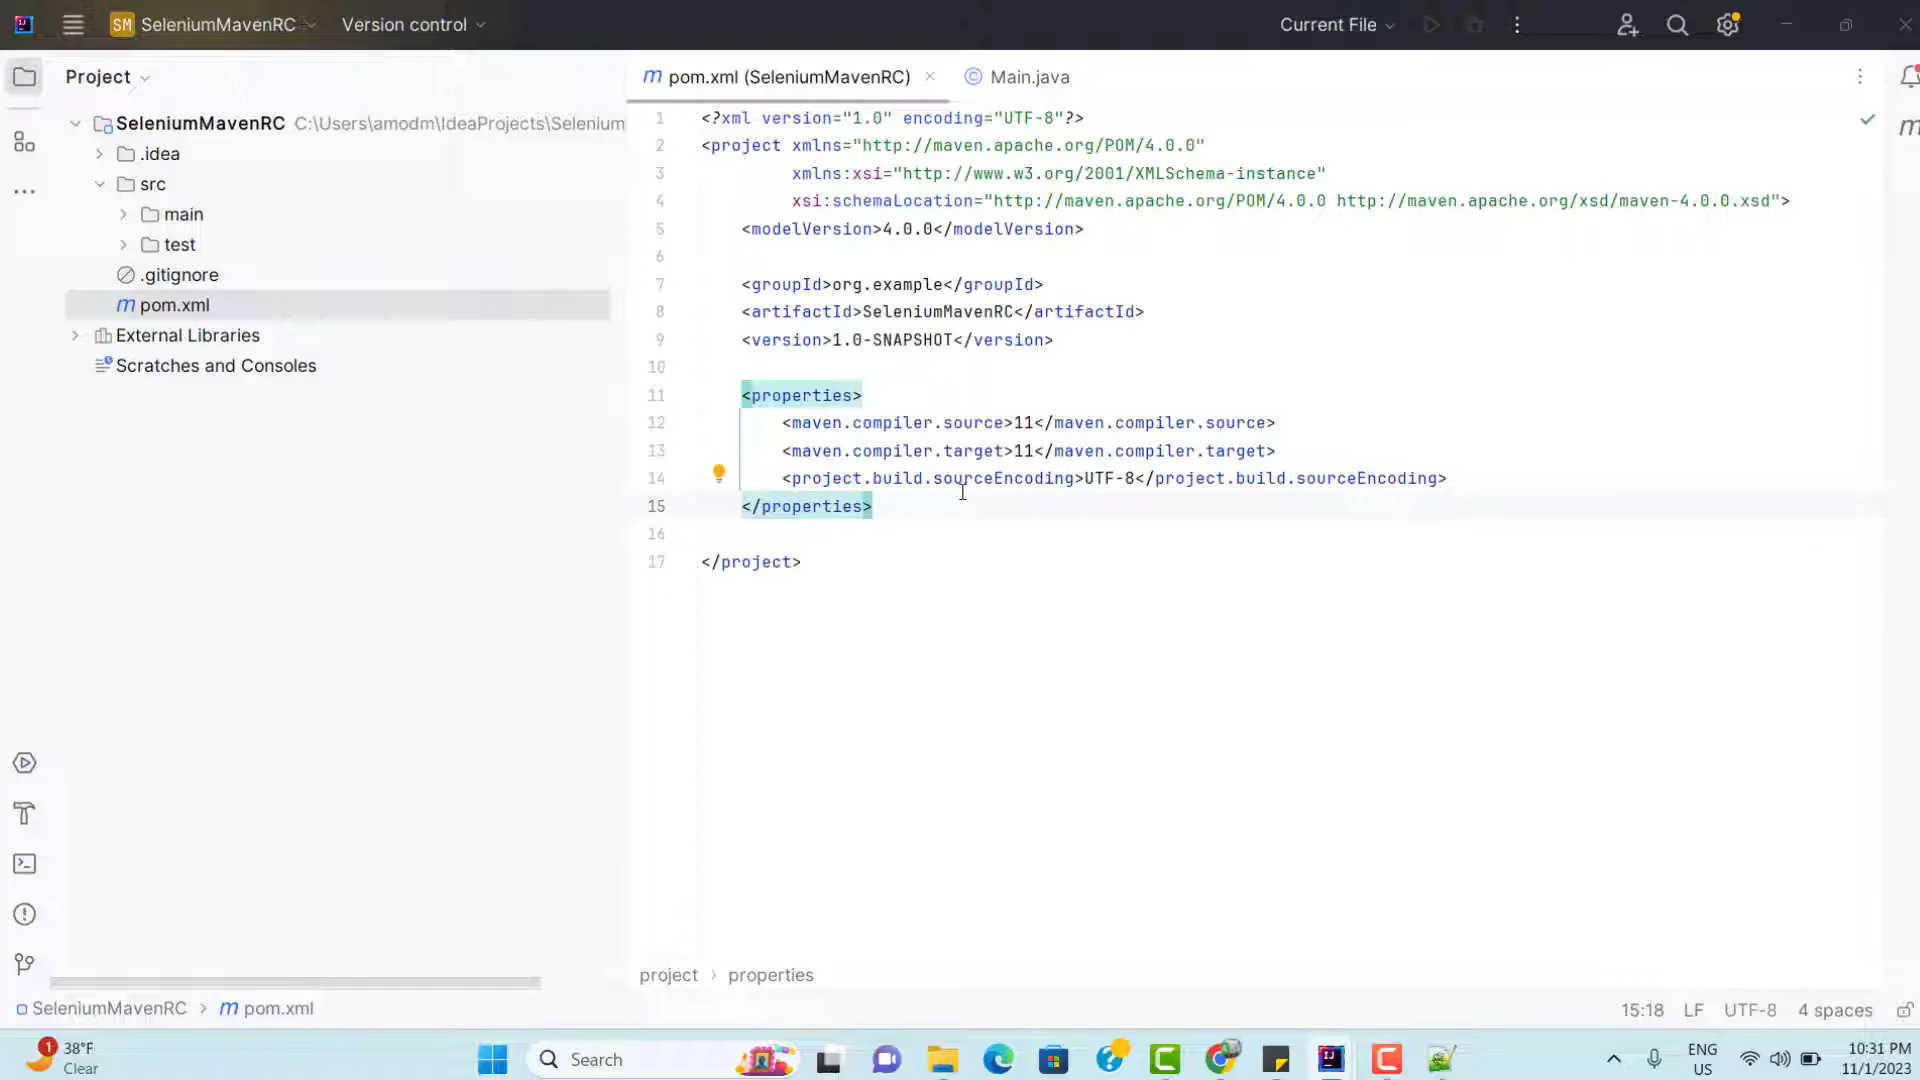 SM SeleniumMavenRC
Version control
Current File
Project
SeleniumMavenRC C:\Users\amodm\IdeaProjects\Selenium
.idea
src
main
test
.gitignore
m pom.xml
External Libraries
Scratches and Consoles
m pom.xml (SeleniumMavenRC)
Main.java
1 <?xml version="1.0" encoding="UTF-8"?>
2 <project xmlns="http://maven.apache.org/POM/4.0.0"
3 xmlns:xsi="http://www.w3.org/2001/XMLSchema-instance"
4 xsi:schemaLocation="http://maven.apache.org/POM/4.0.0 http://maven.apache.org/xsd/maven-4.0.0.xsd">
5 <modelVersion>4.0.0</modelVersion>
6
7 <groupId>org.example</groupId>
8 <artifactId>SeleniumMavenRC</artifactId>
9 <version>1.0-SNAPSHOT</version>
10
11 <properties>
12 <maven.compiler.source>11</maven.compiler.source>
13 <maven.compiler.target>11</maven.compiler.target>
14 <project.build.sourceEncoding>UTF-8</project.build.sourceEncoding>
15 </properties>
16
17 </project>
project > properties
SeleniumMavenRC > m pom.xml
15:18 LF UTF-8 4 spaces
1
38°F
Clear
Search
ENG
US
10:31 PM
11/1/2023